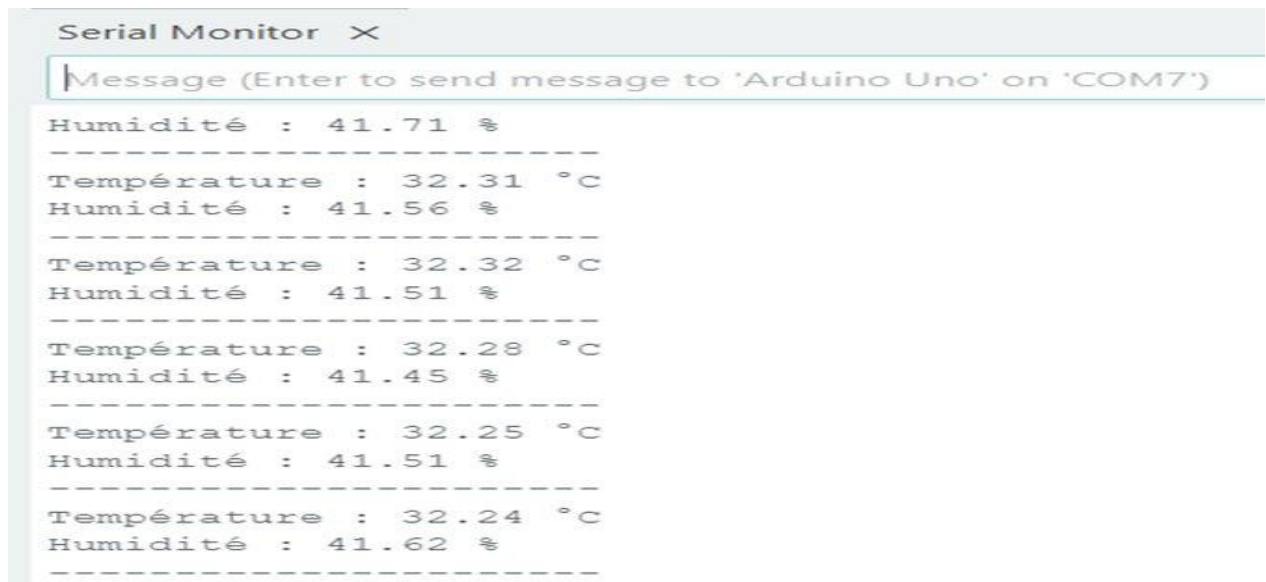 Serial Monitor ×
Message (Enter to send message to 'Arduino Uno' on 'COM7')
Humidité : 41.71 %
-----------------------
Température : 32.31 °C
Humidité : 41.56 %
-----------------------
Température : 32.32 °C
Humidité : 41.51 %
-----------------------
Température : 32.28 °C
Humidité : 41.45 %
-----------------------
Température : 32.25 °C
Humidité : 41.51 %
-----------------------
Température : 32.24 °C
Humidité : 41.62 %
-----------------------